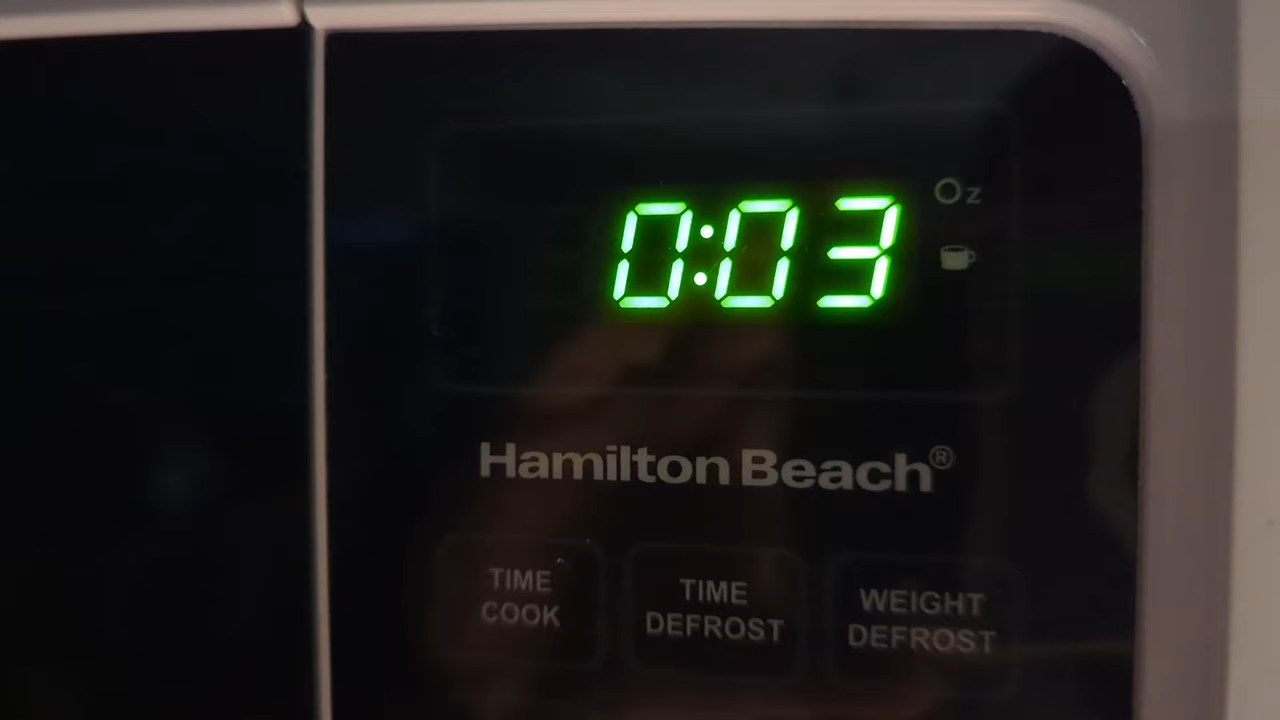 0:03
Oz
Hamilton Beach®
TIME COOK
TIME DEFROST
WEIGHT DEFROST